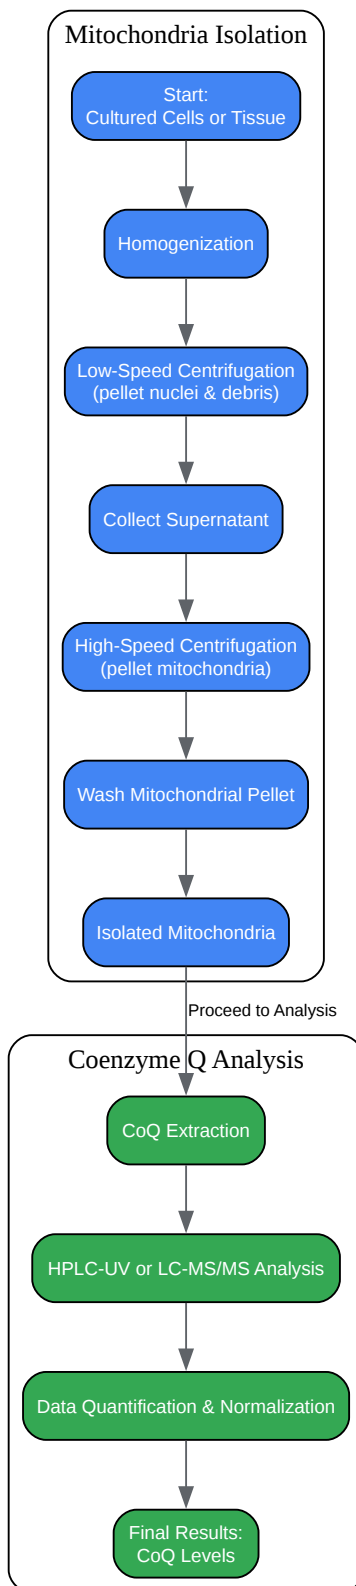 Mitochondria Isolation
Start:
Cultured Cells or Tissue
Homogenization
Low-Speed Centrifugation
(pellet nuclei & debris)
Collect Supernatant
High-Speed Centrifugation
(pellet mitochondria)
Wash Mitochondrial Pellet
Isolated Mitochondria
Proceed to Analysis
Coenzyme Q Analysis
CoQ Extraction
HPLC-UV or LC-MS/MS Analysis
Data Quantification & Normalization
Final Results:
CoQ Levels